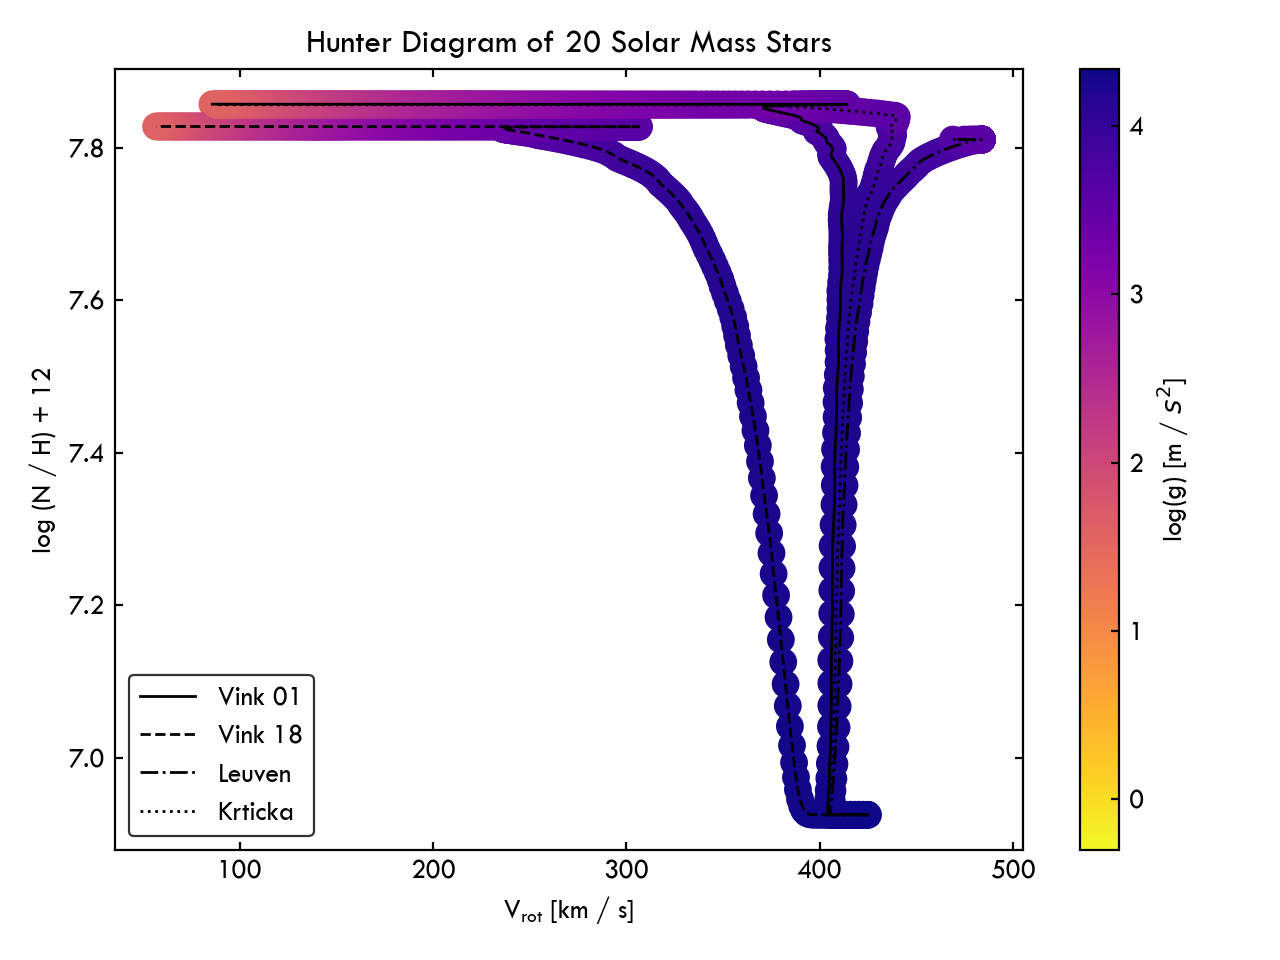 Hunter Diagram of 20 Solar Mass Stars
log (N / H) + 12
7.8
7.6
7.4
7.2
7.0
Vink 01
Vink 18
Leuven
Krticka
100
200
300
400
500
V_rot [km / s]
4
3
2
1
0
log(g) [m / s²]